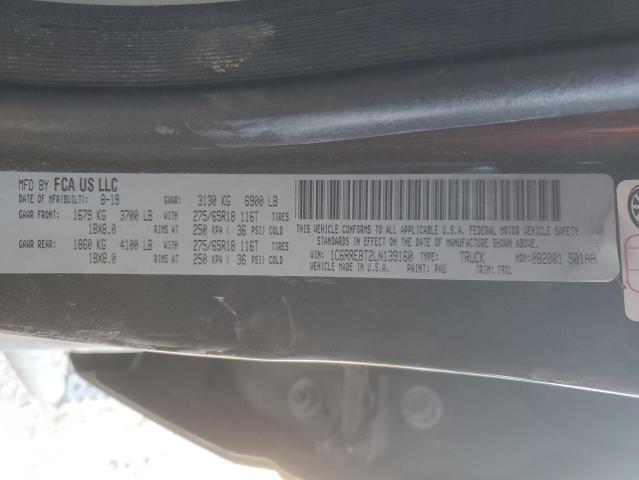 MFD BY FCA US LLC
DATE OF MFR(BUILT): 8-19 GVWR: 3130 KG 6900 LB
GAWR FRONT: 1679 KG 3700 LB WITH 275/65R18 116T TIRES
18X8.0 RIMS AT 250 KPA ( 36 PSI) COLD
GAWR REAR: 1860 KG 4100 LB WITH 275/65R18 116T TIRES
18X8.0 RIMS AT 250 KPA ( 36 PSI) COLD
THIS VEHICLE CONFORMS TO ALL APPLICABLE U.S.A. FEDERAL MOTOR VEHICLE SAFETY
STANDARDS IN EFFECT ON THE DATE OF MANUFACTURE SHOWN ABOVE.
VIN: 1C6RREBT2LN139160 TYPE: TRUCK MDH: 082001 501AA
VEHICLE MADE IN U.S.A. PAINT: PAU TRIM: T9XL